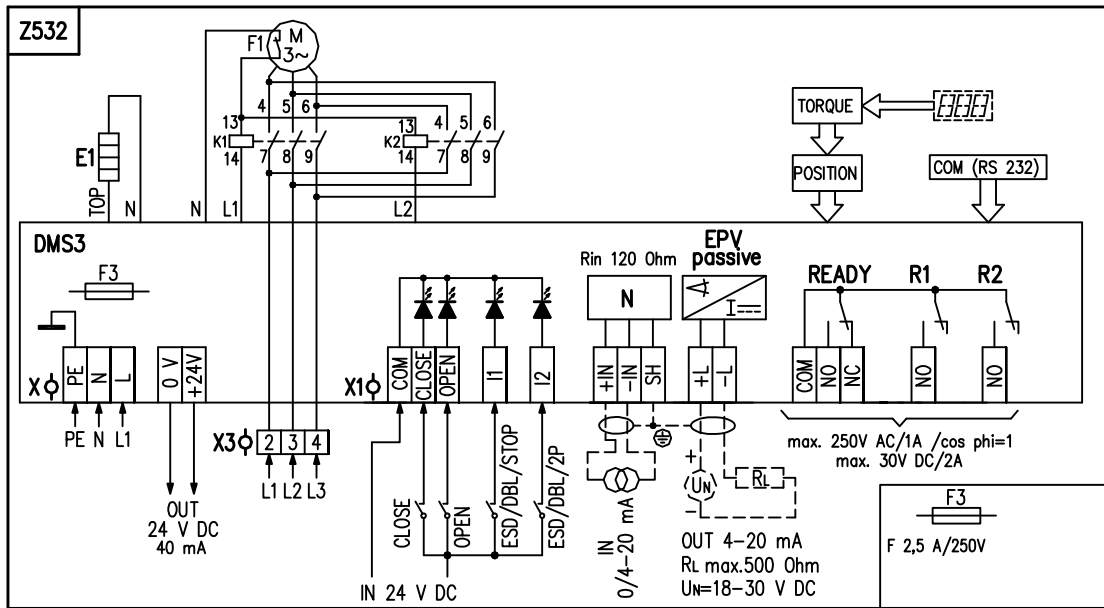 Z532
F1
M
3~
4 5 6
13
K1
14
7 8 9
4 5 6
13
K2
14
7 8 9
E1
TOP
N
N
L1
L2
TORQUE
POSITION
COM (RS 232)
DMS3
F3
Rin 120 Ohm
N
EPV
passive
I
READY
R1
R2
X
PE
N
L
0 V
+24V
X1
COM
CLOSE
OPEN
I1
I2
+IN
-IN
SH
+L
-L
COM
NO
NC
NO
NO
PE N L1
X3
2 3 4
L1 L2 L3
OUT
24 V DC
40 mA
CLOSE
OPEN
ESD/DBL/STOP
ESD/DBL/2P
IN 24 V DC
IN
0/4-20 mA
+
UN
-
RL
OUT 4-20 mA
RL max.500 Ohm
UN=18-30 V DC
max. 250V AC/1A /cos phi=1
max. 30V DC/2A
F3
F 2,5 A/250V